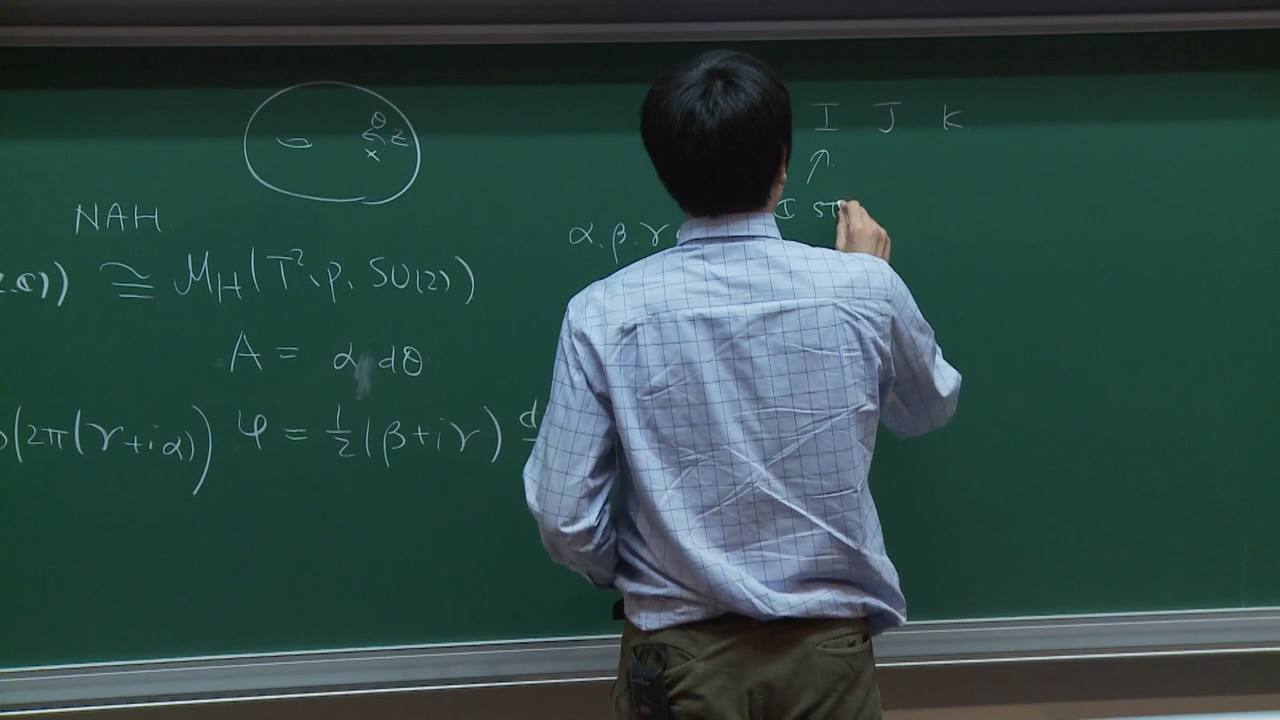 θ
z
x
I J K
↗
I ST
NAH.
α, β, γ
≅ M_H(T², p, SU(2))
A = α dθ
(2π(γ+iα)) φ = 1/2 (β+iγ) d